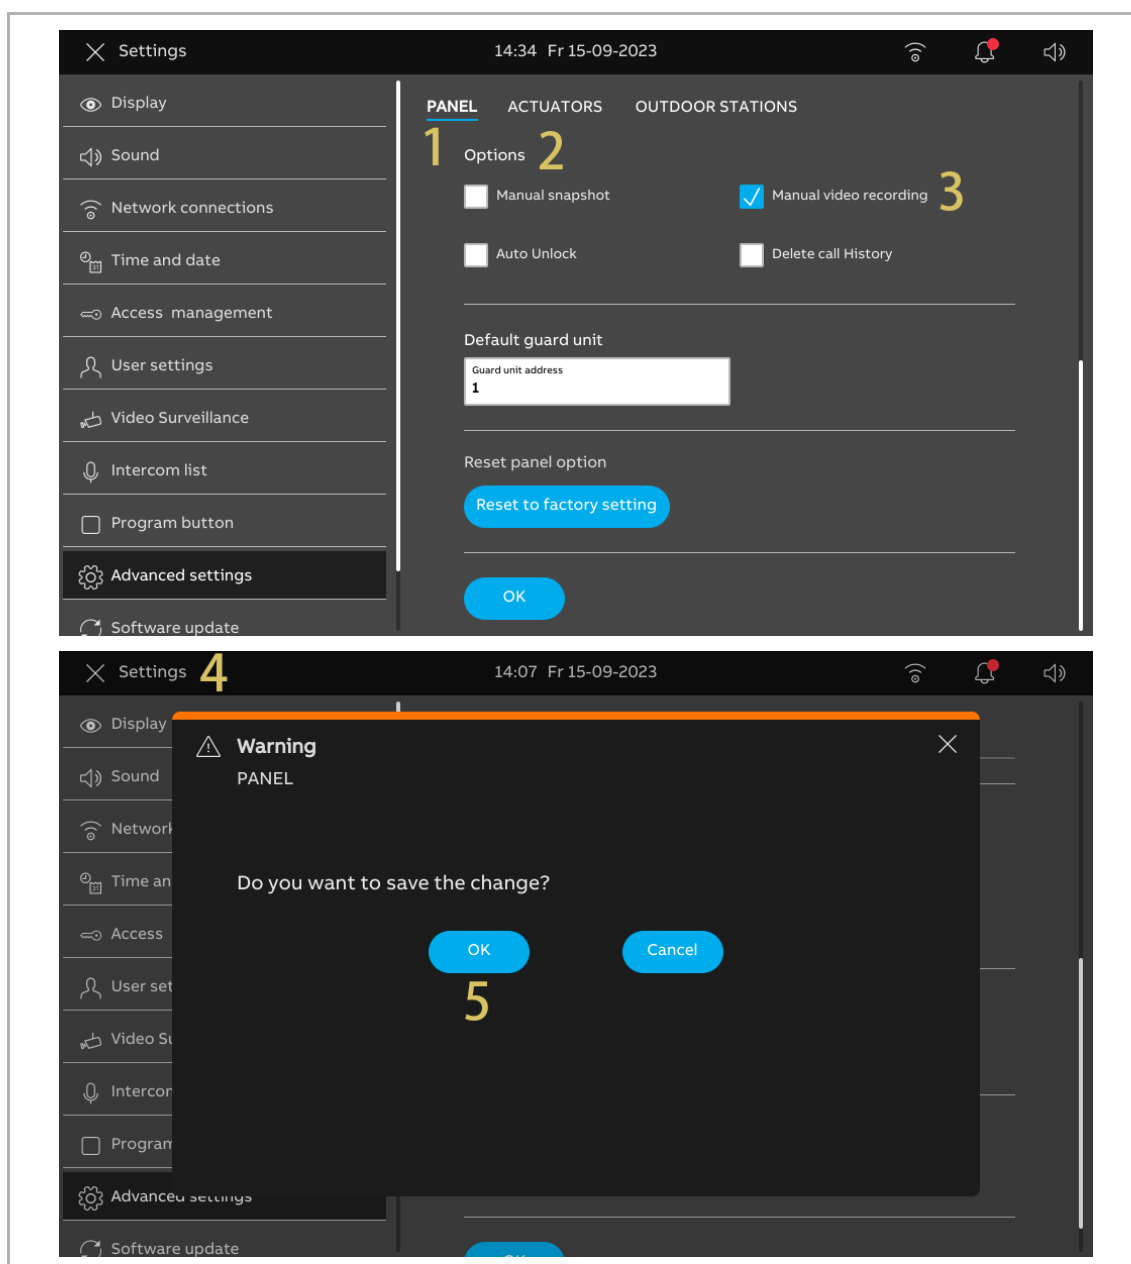 Settings 14:34 Fr 15-09-2023
Display
Sound
Network connections
Time and date
Access management
User settings
Video Surveillance
Intercom list
Program button
Advanced settings
Software update
PANEL ACTUATORS OUTDOOR STATIONS
1
Options 2
Manual snapshot Manual video recording 3
Auto Unlock Delete call History
Default guard unit
Guard unit address
1
Reset panel option
Reset to factory setting
OK
Settings 4 14:07 Fr 15-09-2023
Display
Sound
Network
Time an
Access
User set
Video Su
Intercom
Program
Advanced settings
Software update
Warning
PANEL
Do you want to save the change?
OK Cancel
5
OK